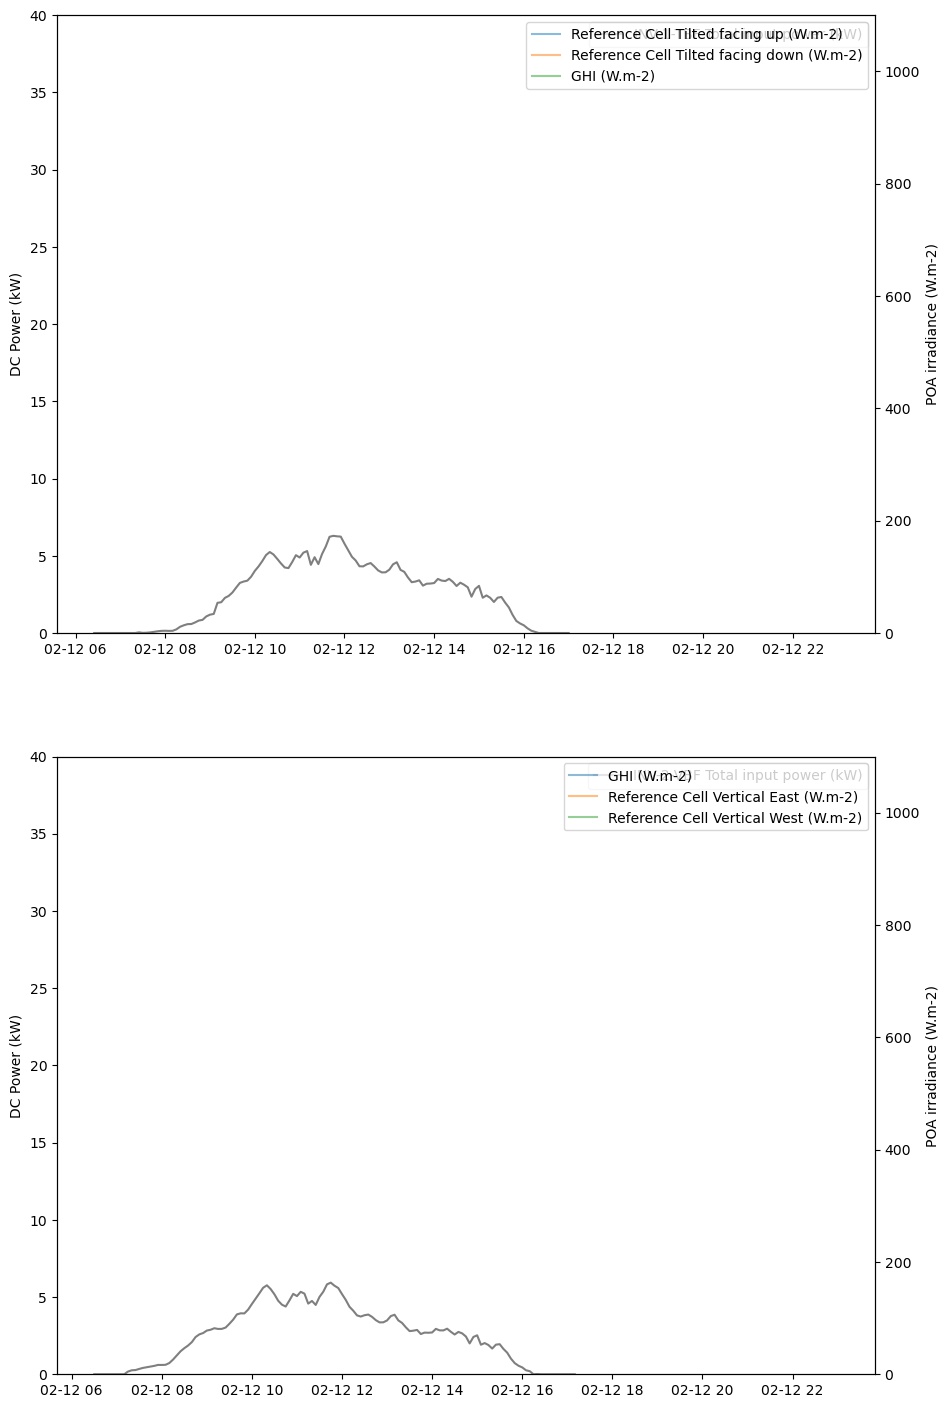 40
35
30
25
20
15
10
5
0
DC Power (kW)
Reference Cell Tilted facing up (W.m-2)
Reference Cell Tilted facing down (W.m-2)
GHI (W.m-2)
1000
800
600
400
200
0
POA irradiance (W.m-2)
02-12 06 02-12 08 02-12 10 02-12 12 02-12 14 02-12 16 02-12 18 02-12 20 02-12 22
40
35
30
25
20
15
10
5
0
DC Power (kW)
GHI (W.m-2)
Total input power (kW)
Reference Cell Vertical East (W.m-2)
Reference Cell Vertical West (W.m-2)
1000
800
600
400
200
0
POA irradiance (W.m-2)
02-12 06 02-12 08 02-12 10 02-12 12 02-12 14 02-12 16 02-12 18 02-12 20 02-12 22